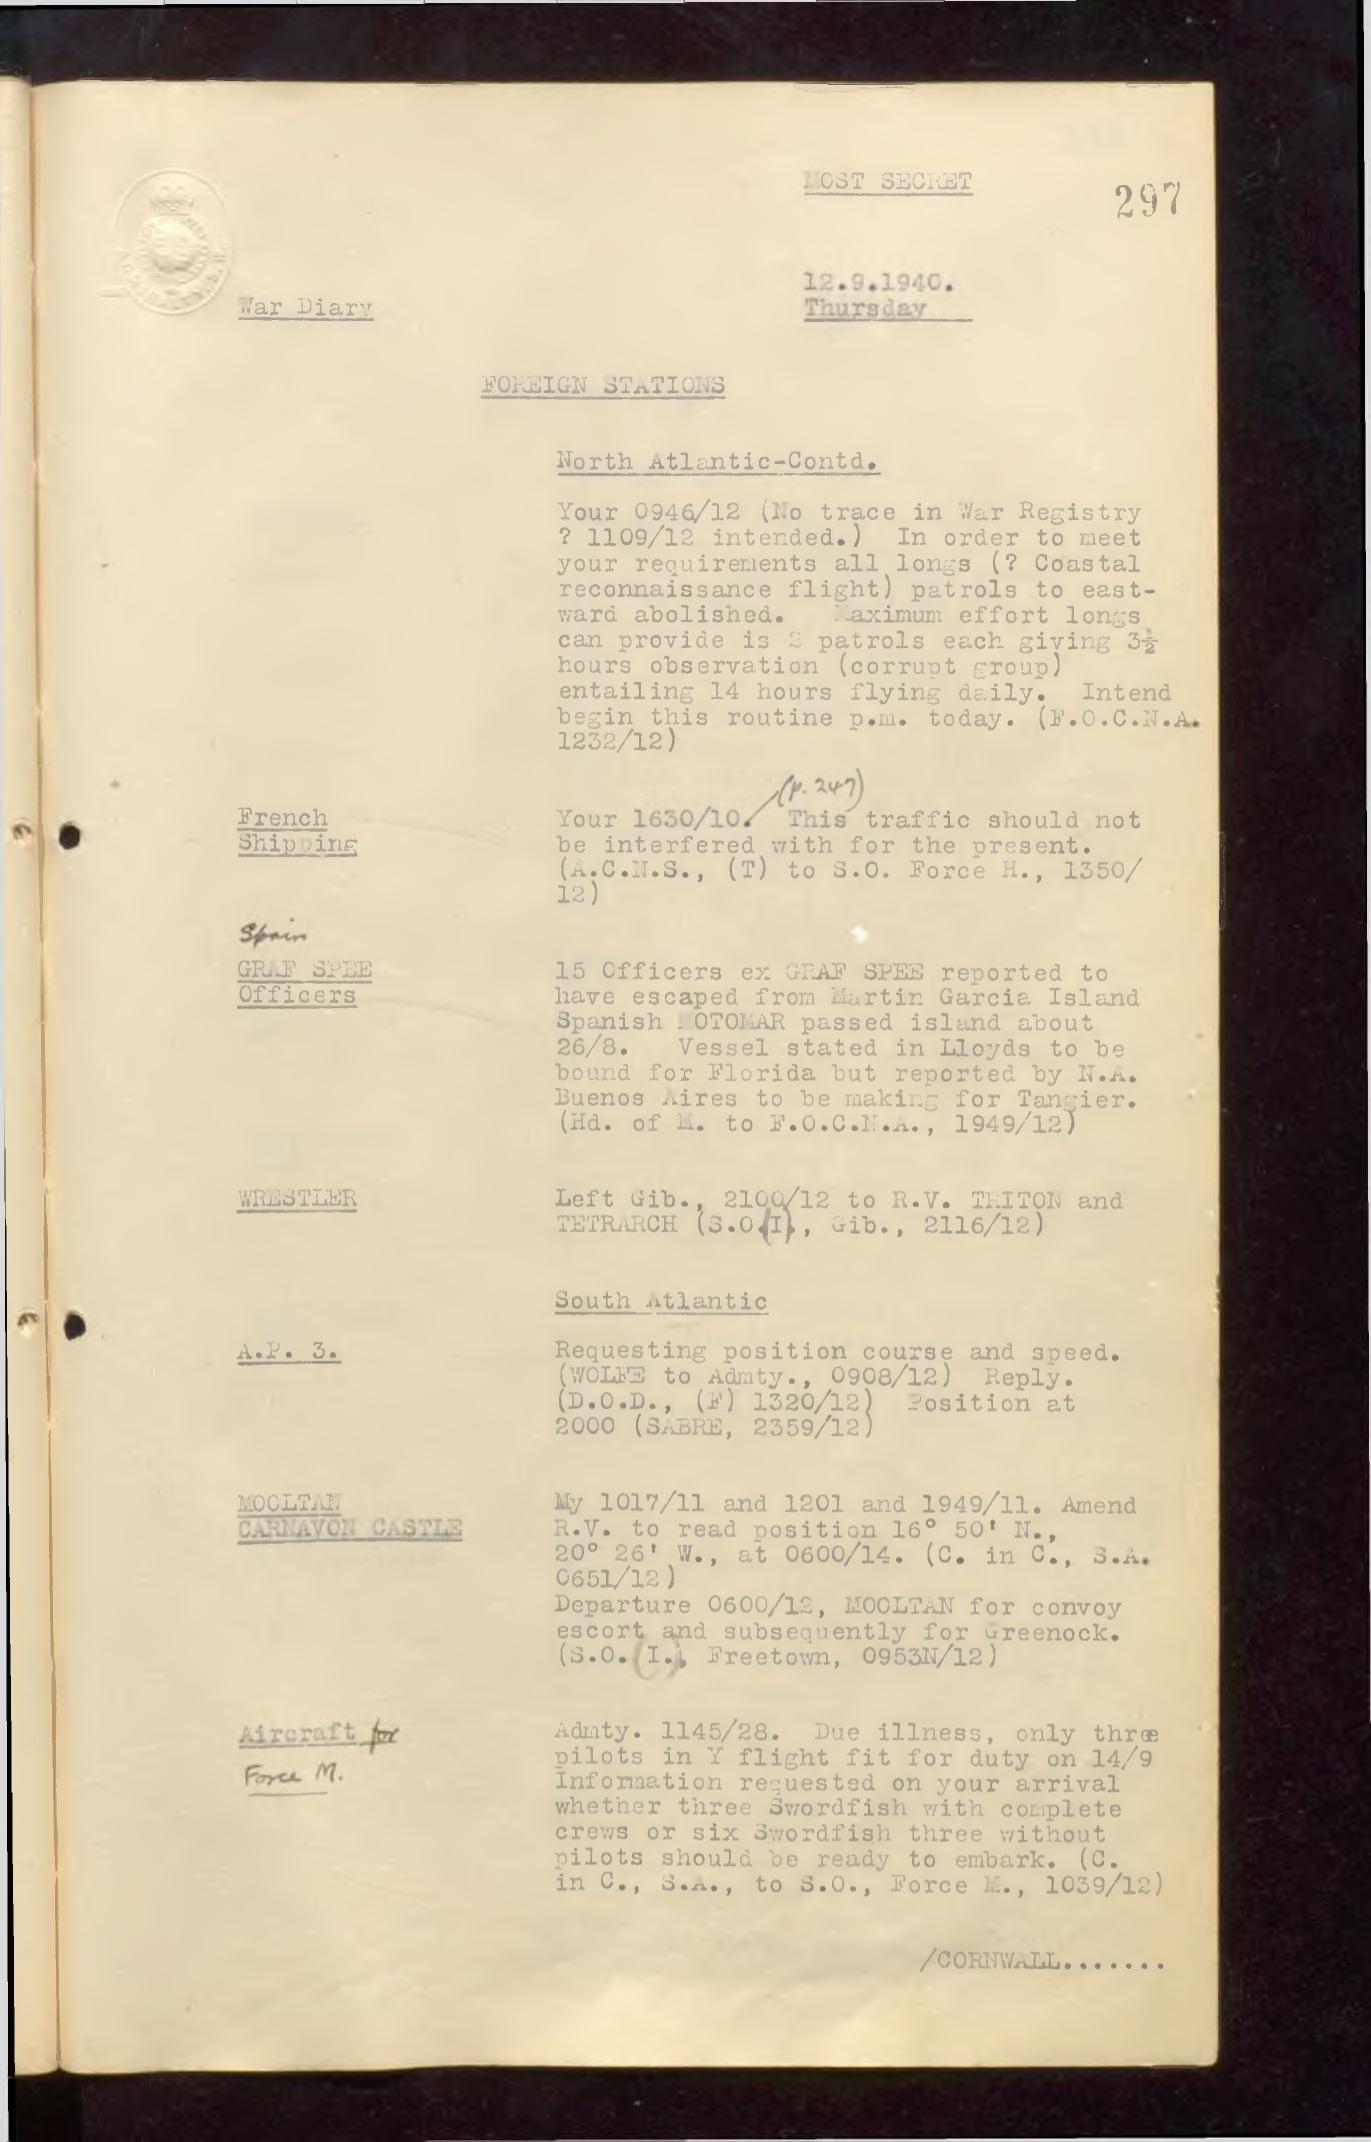 MOST SECRET
297
12.9.1940.
Thursday
War Diary
FOREIGN STATIONS
North Atlantic-Contd.
Your 0946/12 (No trace in War Registry
? 1109/12 intended.) In order to meet
your requirements all longs (? Coastal
reconnaissance flight) patrols to east-
ward abolished. Maximum effort longs
can provide is 2 patrols each giving 3½
hours observation (corrupt group)
entailing 14 hours flying daily. Intend
begin this routine p.m. today. (F.O.C.N.A.
1232/12)
(p. 247)
French
Shipping
Your 1630/10. This traffic should not
be interfered with for the present.
(A.C.N.S., (T) to S.O. Force H., 1350/
12)
Spain
GRAF SPEE
Officers
15 Officers ex GRAF SPEE reported to
have escaped from Martin Garcia Island
Spanish MOTOMAR passed island about
26/8. Vessel stated in Lloyds to be
bound for Florida but reported by N.A.
Buenos Aires to be making for Tangier.
(Hd. of M. to F.O.C.N.A., 1949/12)
WRESTLER
Left Gib., 2100/12 to R.V. TRITON and
TETRARCH (S.O.(I)., Gib., 2116/12)
South Atlantic
A.P. 3.
Requesting position course and speed.
(WOLFE to Admty., 0908/12) Reply.
(D.O.D., (F) 1320/12) Position at
2000 (SABRE, 2359/12)
MOOLTAN
CARNAVON CASTLE
My 1017/11 and 1201 and 1949/11. Amend
R.V. to read position 16° 50' N.,
20° 26' W., at 0600/14. (C. in C., S.A.
0651/12)
Departure 0600/12, MOOLTAN for convoy
escort and subsequently for Greenock.
(S.O.(I.), Freetown, 0953N/12)
Aircraft for
Force M.
Admty. 1145/28. Due illness, only three
pilots in Y flight fit for duty on 14/9
Information requested on your arrival
whether three Swordfish with complete
crews or six Swordfish three without
pilots should be ready to embark. (C.
in C., S.A., to S.O., Force M., 1039/12)
/CORNWALL.......